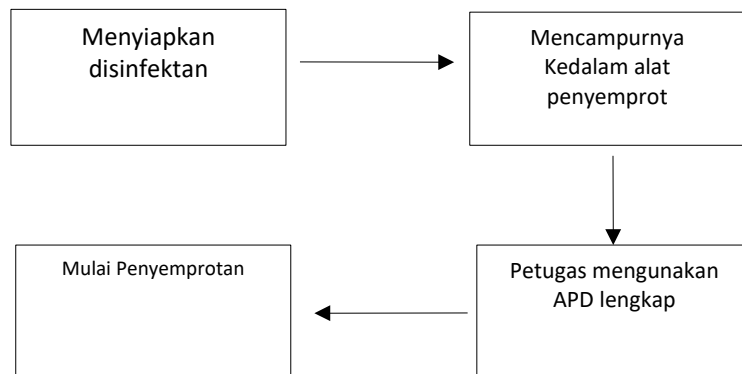 Menyiapkan
disinfektan
Mencampurnya
Kedalam alat
penyemprot
Petugas mengunakan
APD lengkap
Mulai Penyemprotan